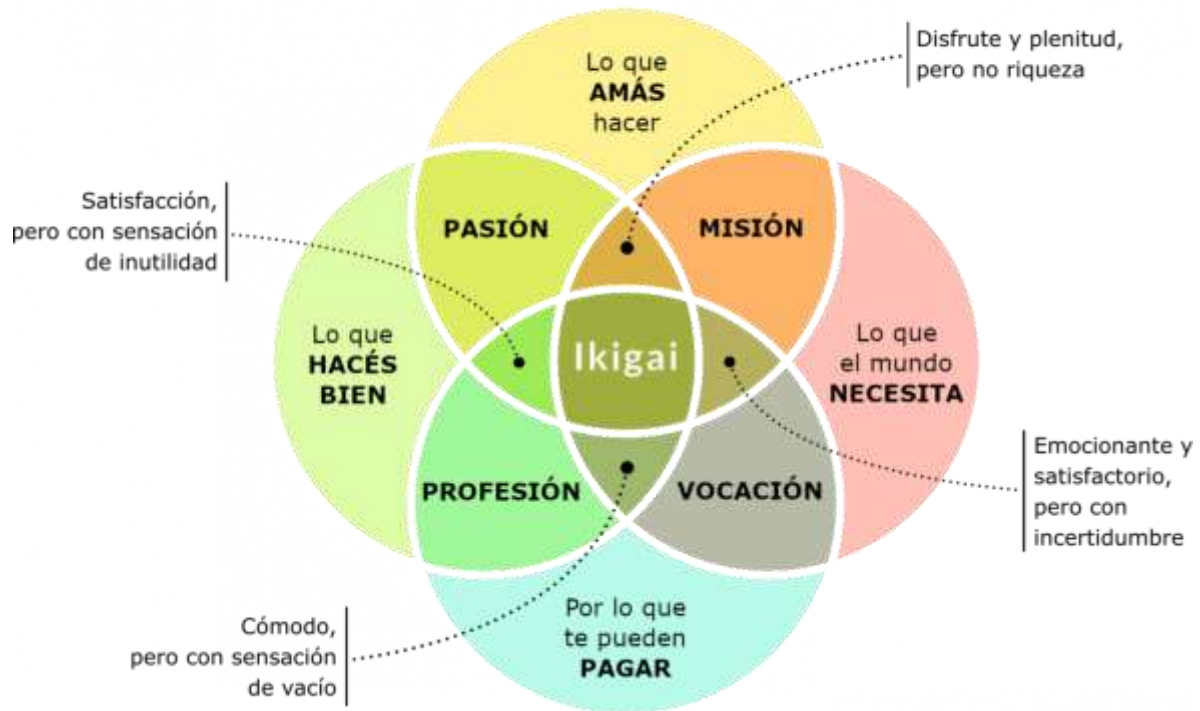 Lo que
AMÁS
hacer
Disfrute y plenitud,
pero no riqueza
Satisfacción,
pero con sensación
de inutilidad
PASIÓN
MISIÓN
Lo que
HACÉS
BIEN
Ikigai
Lo que
el mundo
NECESITA
PROFESIÓN
VOCACIÓN
Emocionante y
satisfactorio,
pero con
incertidumbre
Cómodo,
pero con sensación
de vacío
Por lo que
te pueden
PAGAR